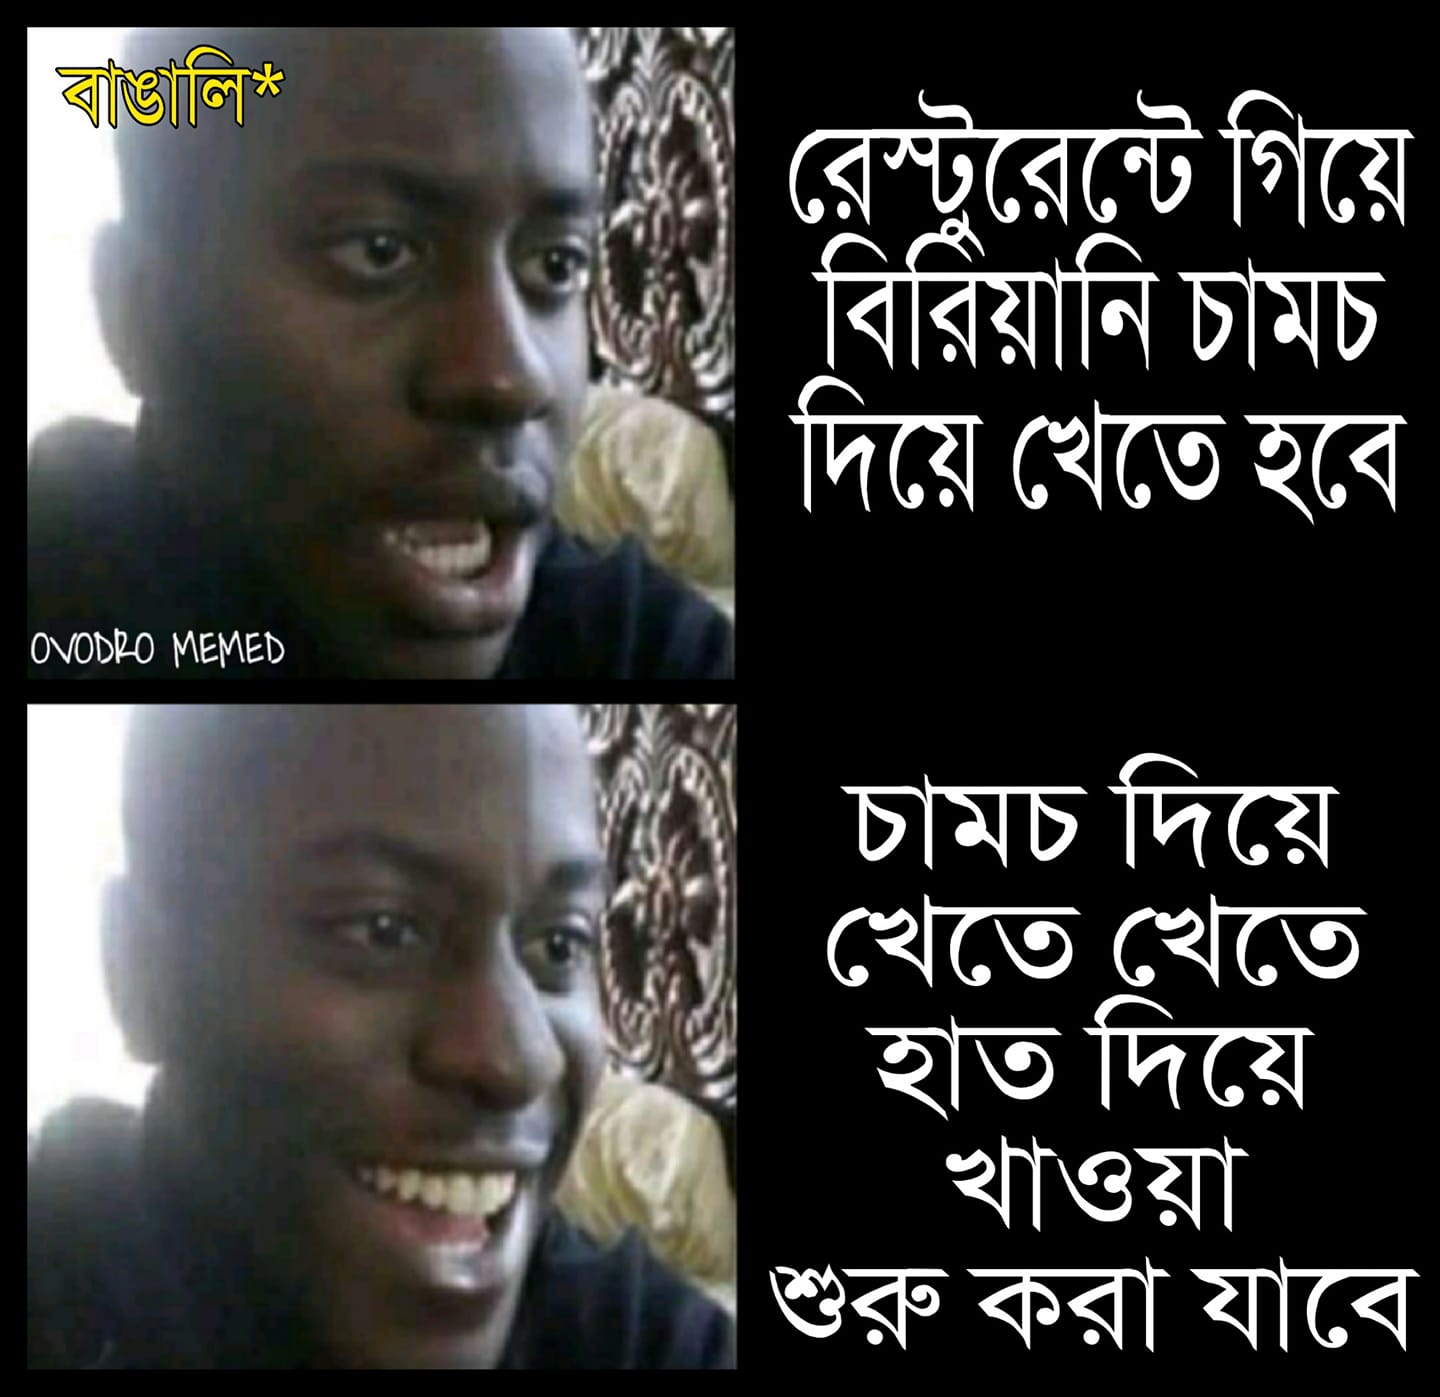 বাঙালি*
রেস্টুরেন্টে গিয়ে
বিরিয়ানি চামচ
দিয়ে খেতে হবে
OVODRO MEMED
চামচ দিয়ে
খেতে খেতে
হাত দিয়ে
খাওয়া
শুরু করা যাবে